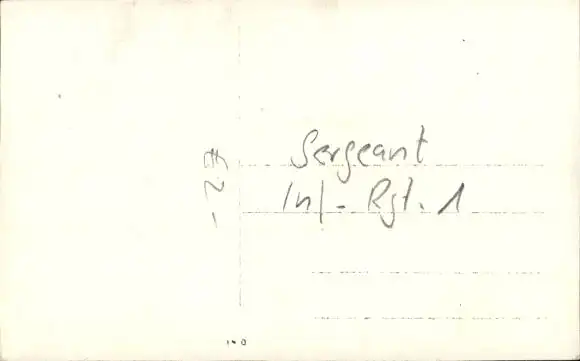 Sergeant
Inf-Rgt. 1